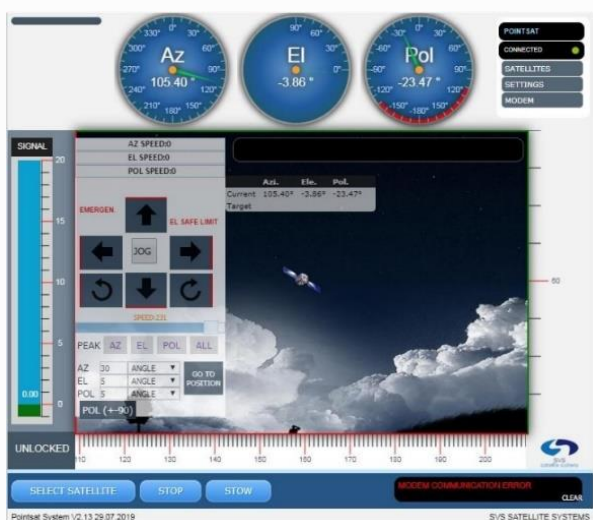 330° 0° 30°
300° 60°
Az
270° 90°
105.40 °
240° 120°
210° 180° 150°
90°
60°
El
30°
0°
-3.86 °
-30° 0° 30°
-60° 60°
Pol
-90° 90°
-23.47 °
-120° 120°
-150° -180° 150°
POINTSAT
CONNECTED
SATELLITES
SETTINGS
MODEM
SIGNAL
20
15
10
5
0
0.00
UNLOCKED
AZ SPEED:0
EL SPEED:0
POL SPEED:0
EMERGEN.
EL SAFE LIMIT
JOG
SPEED:221
PEAK AZ EL POL ALL
AZ 30 ANGLE
EL 5 ANGLE
POL 5 ANGLE
GO TO POSITION
POL (+-90)
Azi. Ele. Pol.
Current 105.40° -3.86° -23.47°
Target
50
110 120 130 140 150 160 170 180 190 200
SVS
SELECT SATELLITE STOP STOW
MODEM COMMUNICATION ERROR
CLEAR
Pointsat System V2.13 29.07.2019
SVS SATELLITE SYSTEMS